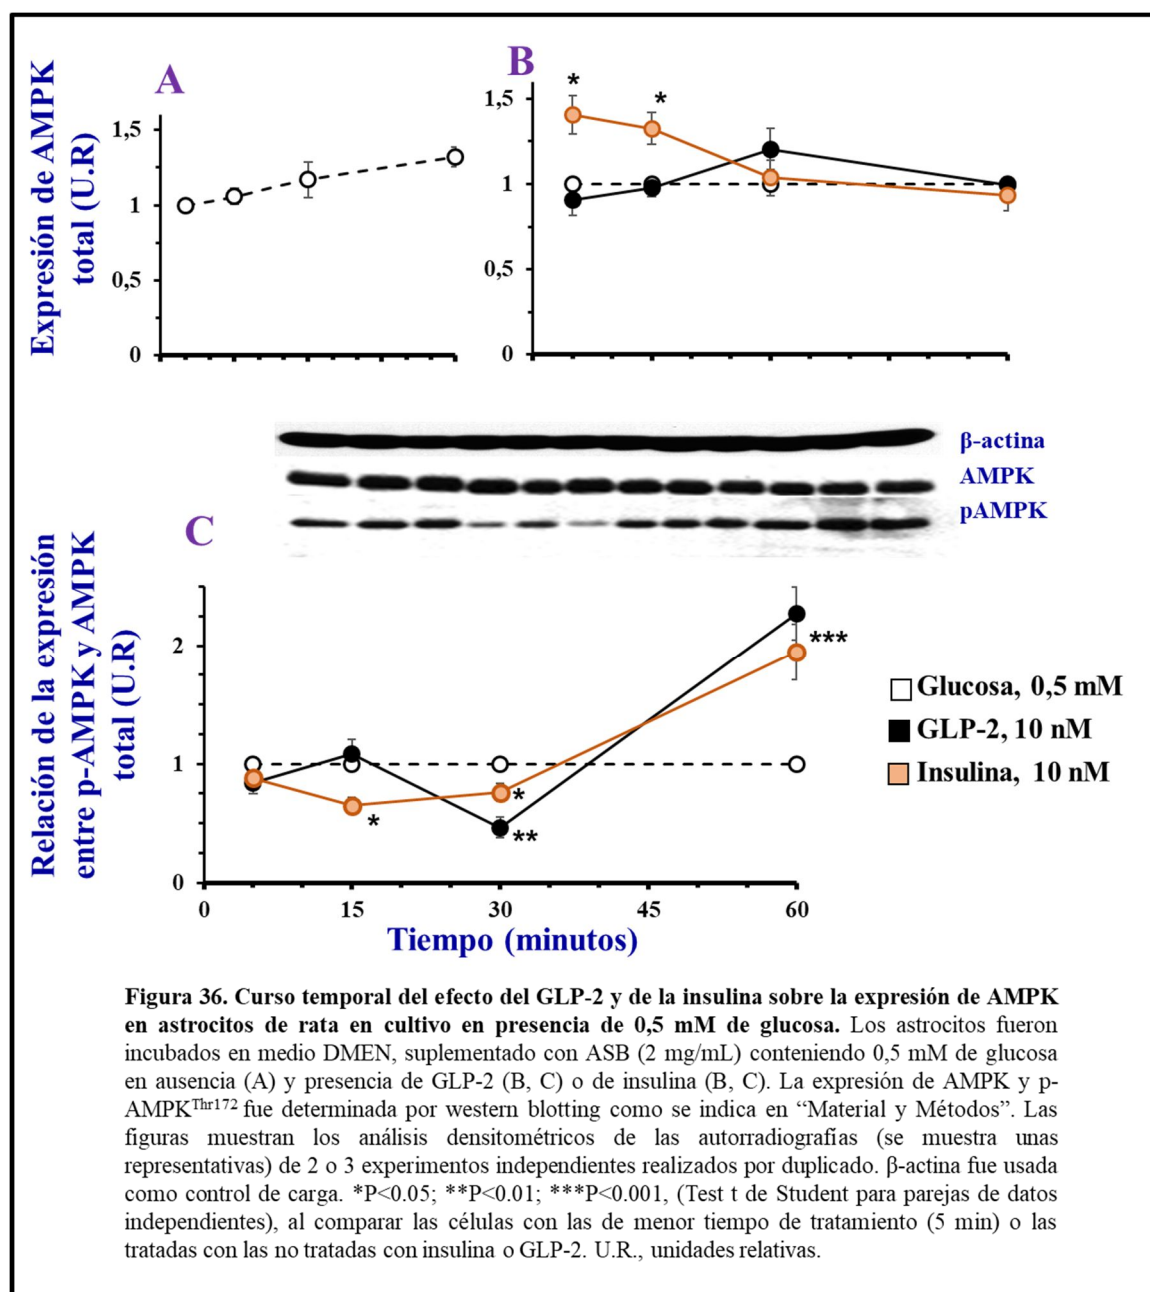 A
B
Expresión de AMPK
total (U.R)
1,5
1
0,5
0
1,5
1
0,5
0
*
*
β-actina
AMPK
pAMPK
C
Relación de la expresión
entre p-AMPK y AMPK
total (U.R)
2
1
0
*
*
**
***
0
15
30
45
60
Tiempo (minutos)
Glucosa, 0,5 mM
GLP-2, 10 nM
Insulina, 10 nM
Figura 36. Curso temporal del efecto del GLP-2 y de la insulina sobre la expresión de AMPK
en astrocitos de rata en cultivo en presencia de 0,5 mM de glucosa. Los astrocitos fueron
incubados en medio DMEN, suplementado con ASB (2 mg/mL) conteniendo 0,5 mM de glucosa
en ausencia (A) y presencia de GLP-2 (B, C) o de insulina (B, C). La expresión de AMPK y p-
AMPKThr172 fue determinada por western blotting como se indica en “Material y Métodos”. Las
figuras muestran los análisis densitométricos de las autorradiografías (se muestra unas
representativas) de 2 o 3 experimentos independientes realizados por duplicado. β-actina fue usada
como control de carga. *P<0.05; **P<0.01; ***P<0.001, (Test t de Student para parejas de datos
independientes), al comparar las células con las de menor tiempo de tratamiento (5 min) o las
tratadas con las no tratadas con insulina o GLP-2. U.R., unidades relativas.